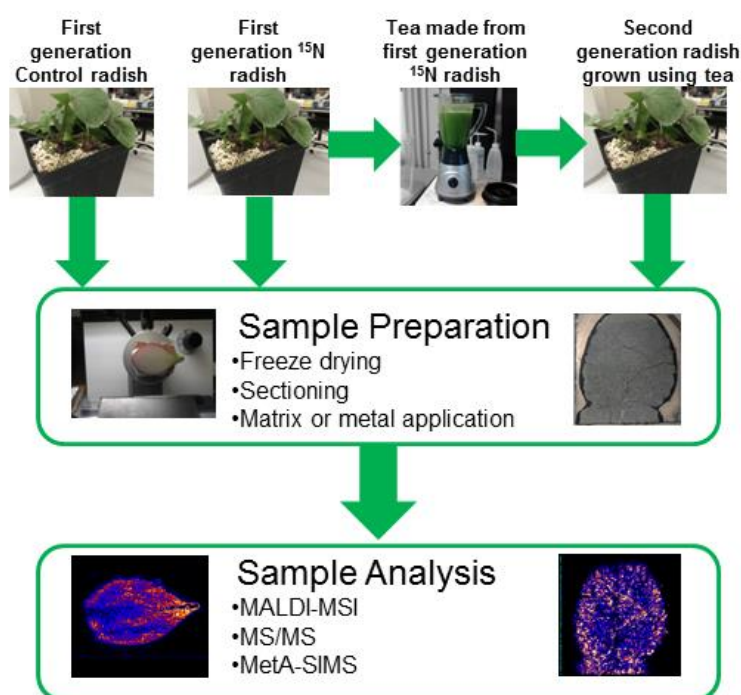 First
generation
Control radish
First
generation ¹⁵N
radish
Tea made from
first generation
¹⁵N radish
Second
generation radish
grown using tea
Sample Preparation
•Freeze drying
•Sectioning
•Matrix or metal application
Sample Analysis
•MALDI-MSI
•MS/MS
•MetA-SIMS